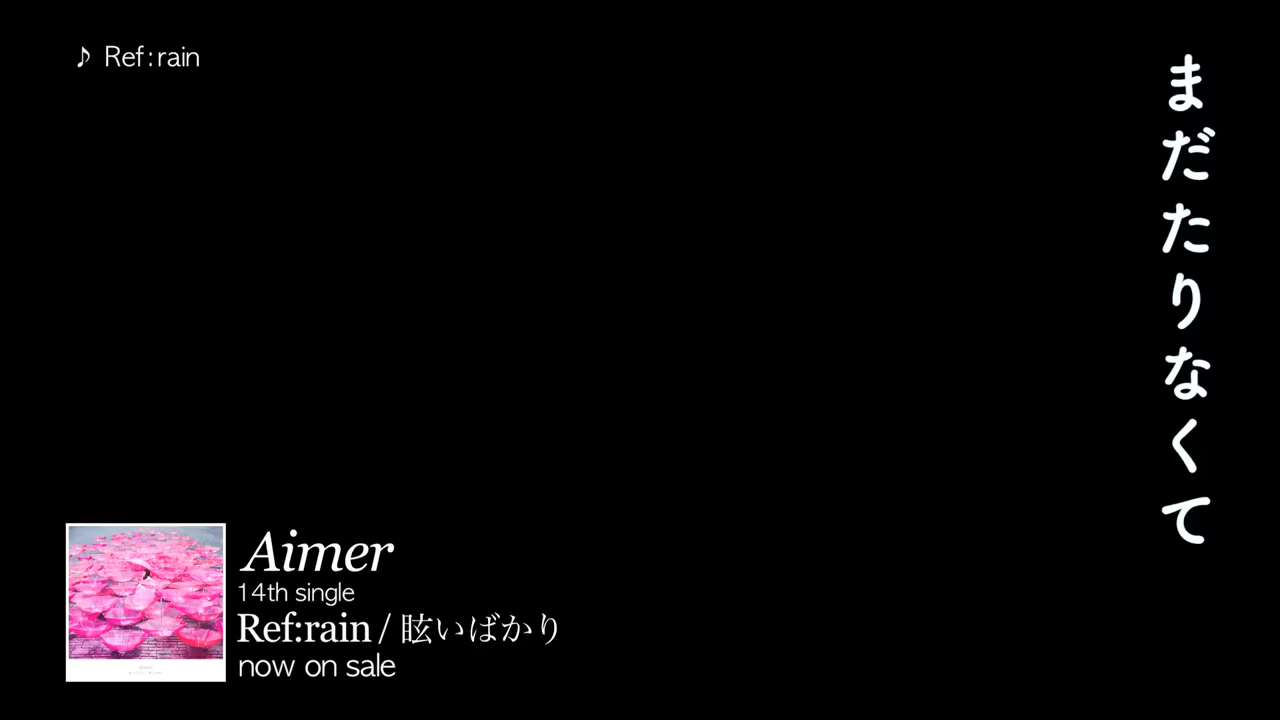 ♪ Ref:rain
まだたりなくて
Aimer
14th single
Ref:rain / 眩いばかり
now on sale